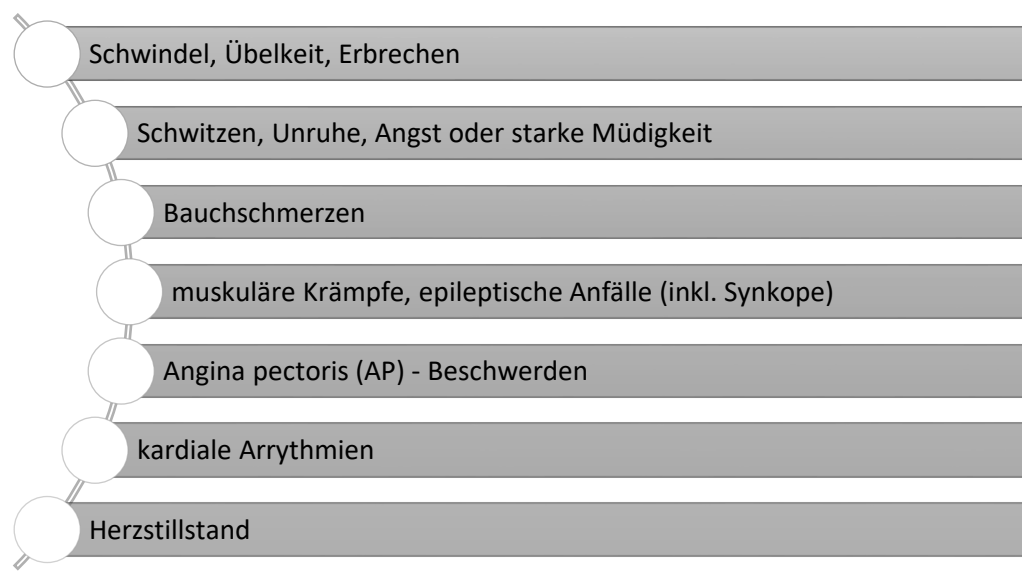 Schwindel, Übelkeit, Erbrechen
Schwitzen, Unruhe, Angst oder starke Müdigkeit
Bauchschmerzen
muskuläre Krämpfe, epileptische Anfälle (inkl. Synkope)
Angina pectoris (AP) - Beschwerden
kardiale Arrythmien
Herzstillstand